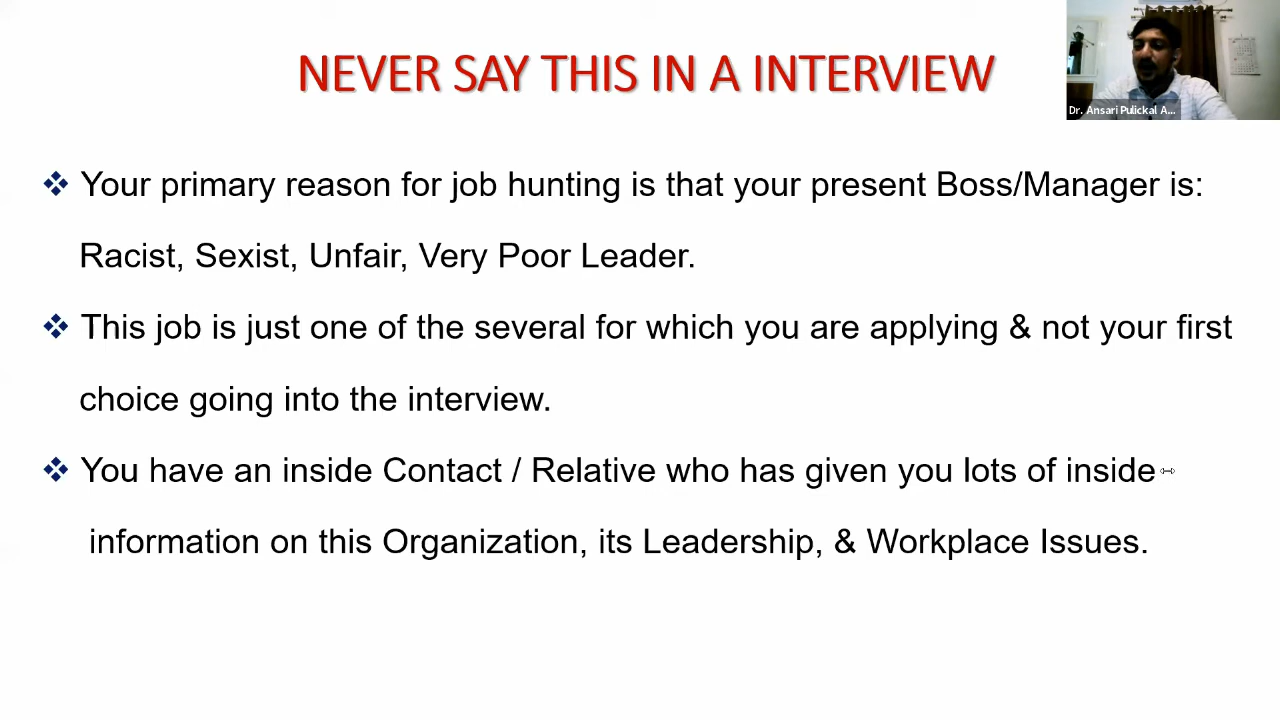 NEVER SAY THIS IN A INTERVIEW
Dr. Ansari Pulickal A...
❖ Your primary reason for job hunting is that your present Boss/Manager is:
Racist, Sexist, Unfair, Very Poor Leader.
❖ This job is just one of the several for which you are applying & not your first
choice going into the interview.
❖ You have an inside Contact / Relative who has given you lots of inside
information on this Organization, its Leadership, & Workplace Issues.